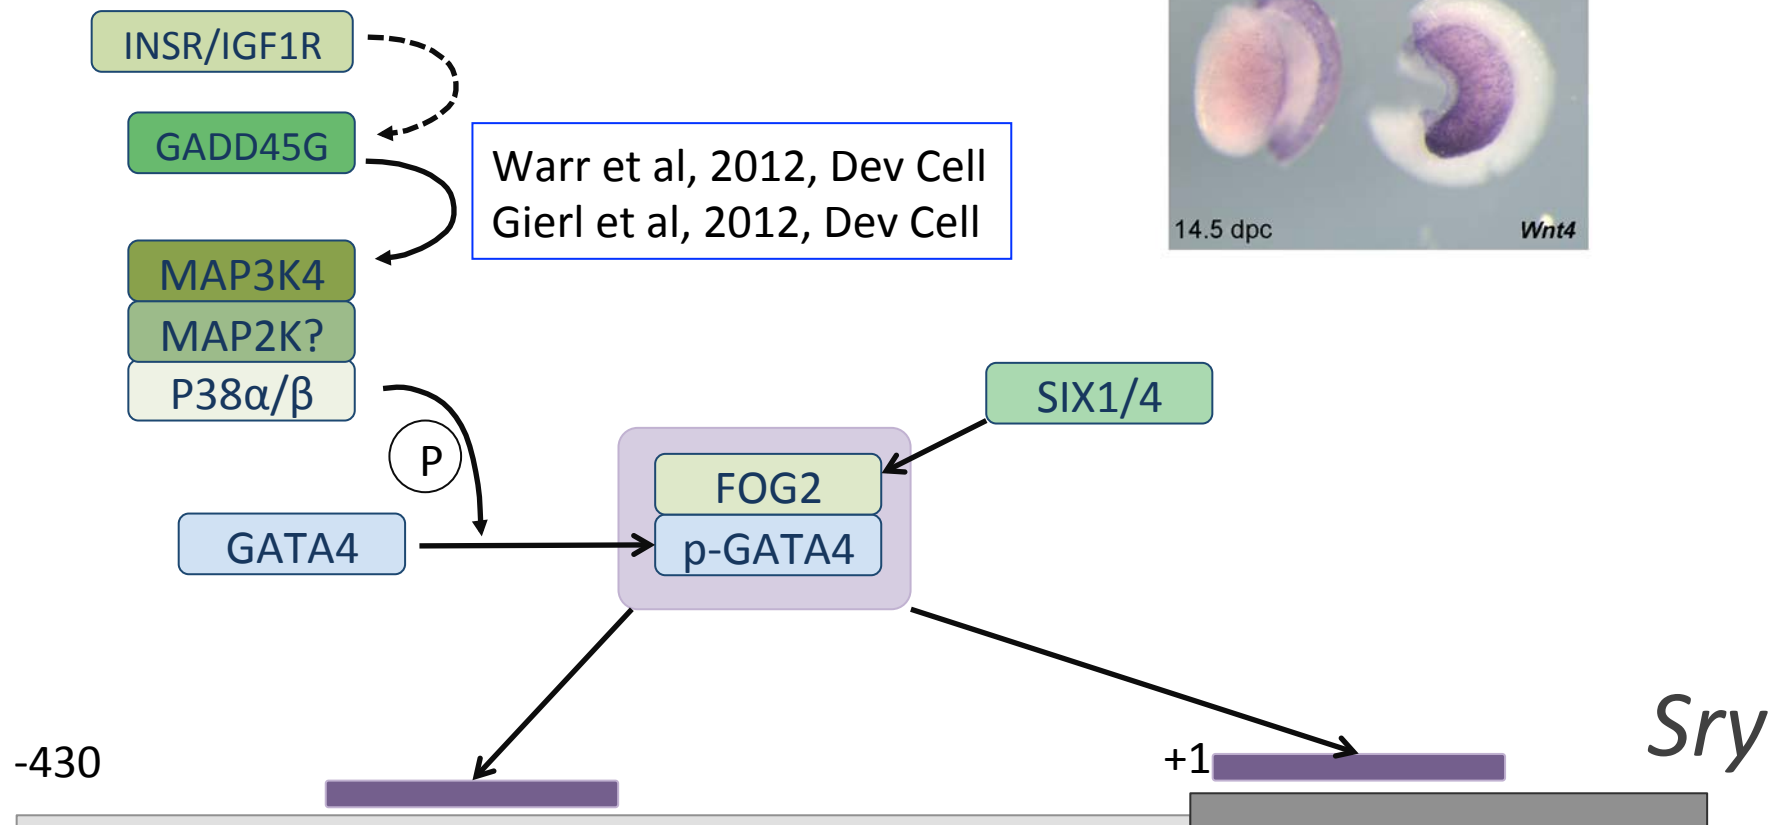 INSR/IGF1R
GADD45G
Warr et al, 2012, Dev Cell
Gierl et al, 2012, Dev Cell
14.5 dpc
Wnt4
MAP3K4
MAP2K?
P38α/β
SIX1/4
P
FOG2
GATA4
p-GATA4
Sry
-430
+1